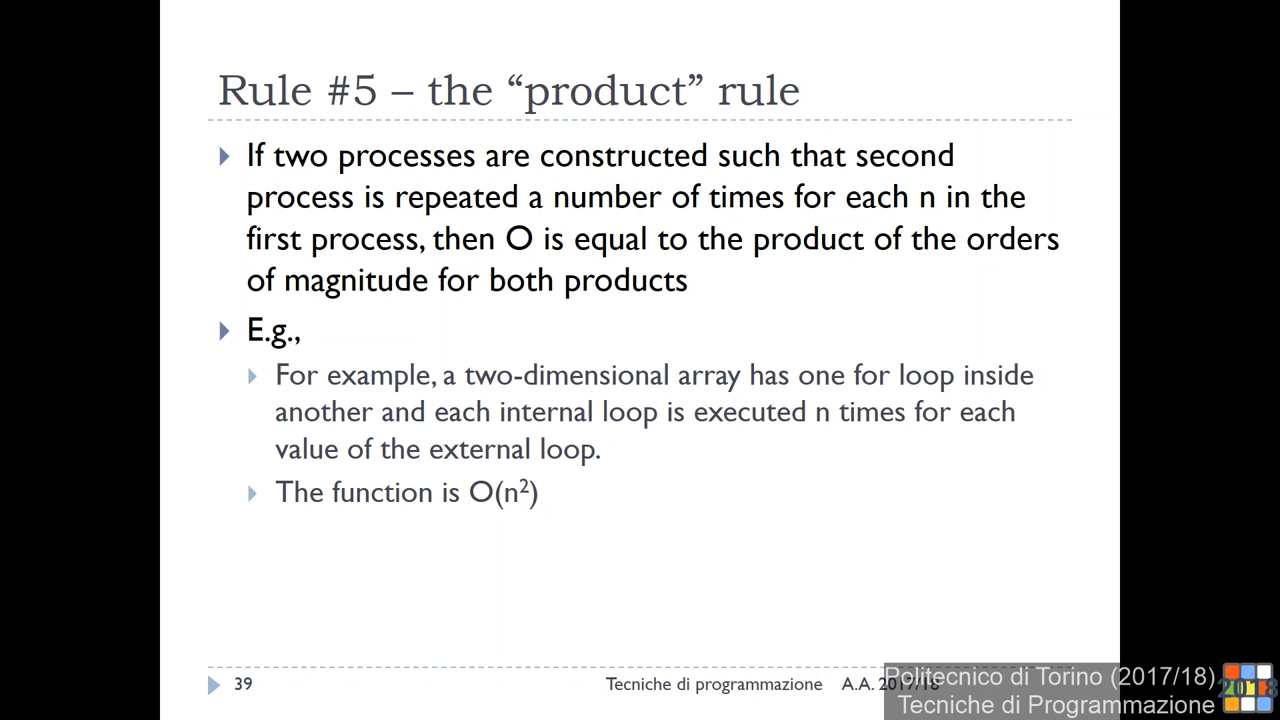 Rule #5 – the “product” rule
If two processes are constructed such that second
process is repeated a number of times for each n in the
first process, then O is equal to the product of the orders
of magnitude for both products
E.g.,
For example, a two-dimensional array has one for loop inside
another and each internal loop is executed n times for each
value of the external loop.
The function is O(n²)
39
Tecniche di programmazione A.A. 2017/18
Politecnico di Torino (2017/18)
Tecniche di Programmazione
2018